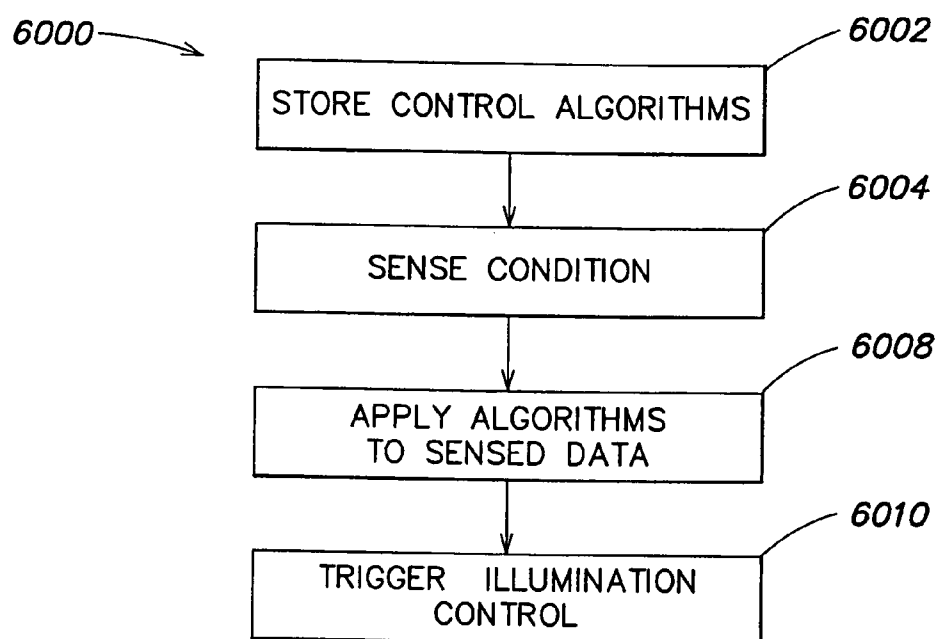 6000
6002
STORE CONTROL ALGORITHMS
6004
SENSE CONDITION
6008
APPLY ALGORITHMS
TO SENSED DATA
6010
TRIGGER ILLUMINATION
CONTROL